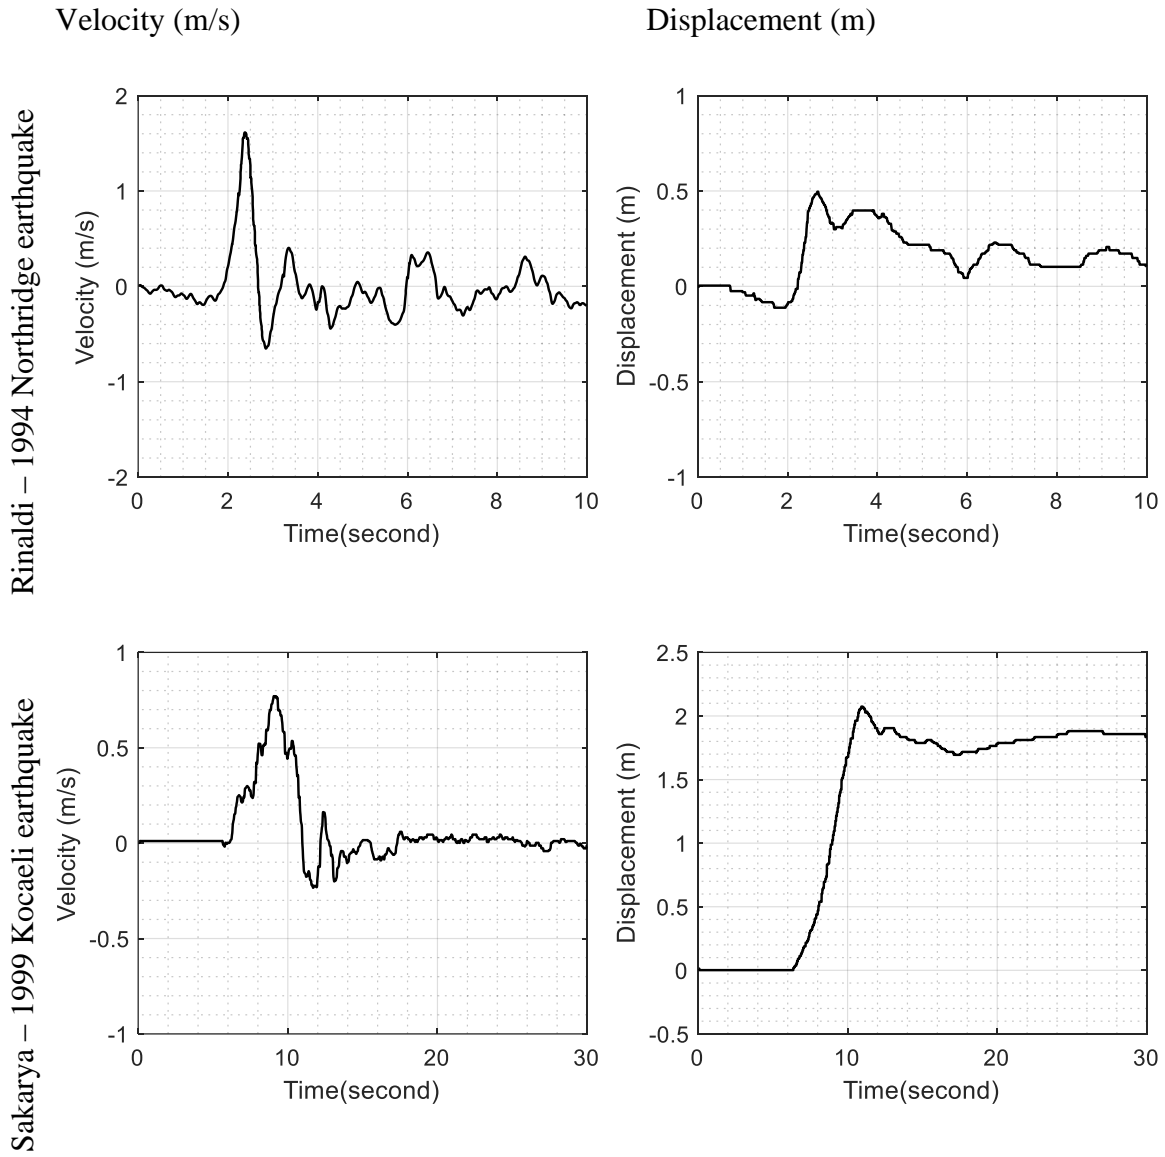 Velocity (m/s)
Displacement (m)
Rinaldi – 1994 Northridge earthquake
Velocity (m/s)
2
1
0
-1
-2
0 2 4 6 8 10
Time(second)
Displacement (m)
1
0.5
0
-0.5
-1
0 2 4 6 8 10
Time(second)
Sakarya – 1999 Kocaeli earthquake
Velocity (m/s)
1
0.5
0
-0.5
-1
0 10 20 30
Time(second)
Displacement (m)
2.5
2
1.5
1
0.5
0
-0.5
0 10 20 30
Time(second)